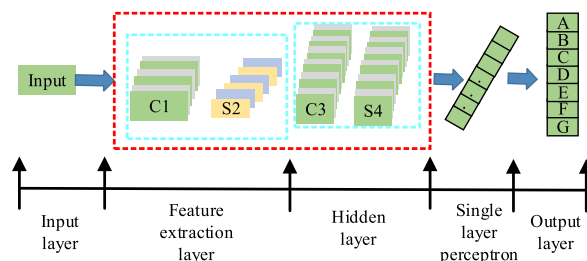 Input
C1
S2
C3
S4
A
B
C
D
E
F
G
Input
layer
Feature
extraction
layer
Hidden
layer
Single
layer
perceptron
Output
layer